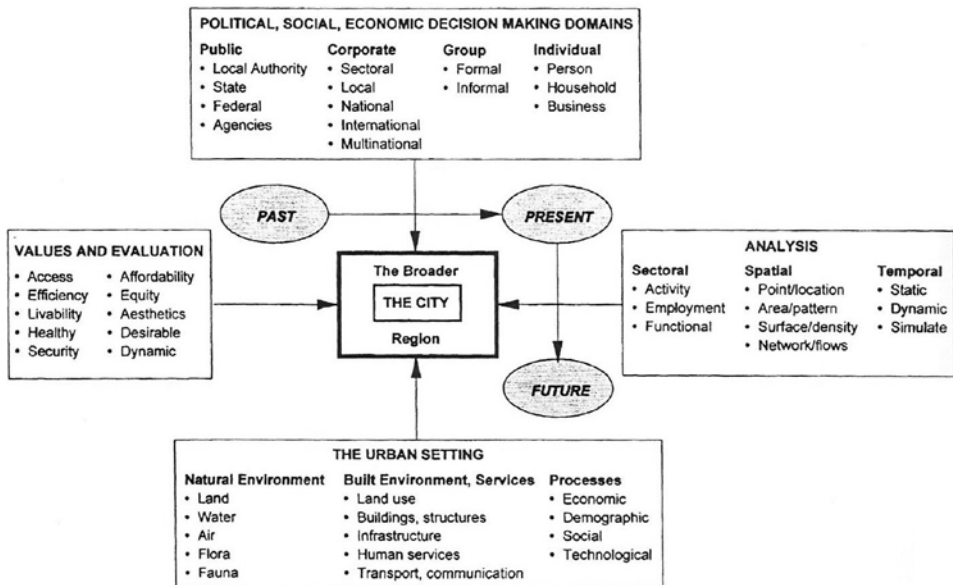 POLITICAL, SOCIAL, ECONOMIC DECISION MAKING DOMAINS
Public
• Local Authority
• State
• Federal
• Agencies
Corporate
• Sectoral
• Local
• National
• International
• Multinational
Group
• Formal
• Informal
Individual
• Person
• Household
• Business
PAST
PRESENT
VALUES AND EVALUATION
• Access
• Efficiency
• Livability
• Healthy
• Security
• Affordability
• Equity
• Aesthetics
• Desirable
• Dynamic
The Broader
THE CITY
Region
ANALYSIS
Sectoral
• Activity
• Employment
• Functional
Spatial
• Point/location
• Area/pattern
• Surface/density
• Network/flows
Temporal
• Static
• Dynamic
• Simulate
FUTURE
THE URBAN SETTING
Natural Environment
• Land
• Water
• Air
• Flora
• Fauna
Built Environment, Services
• Land use
• Buildings, structures
• Infrastructure
• Human services
• Transport, communication
Processes
• Economic
• Demographic
• Social
• Technological